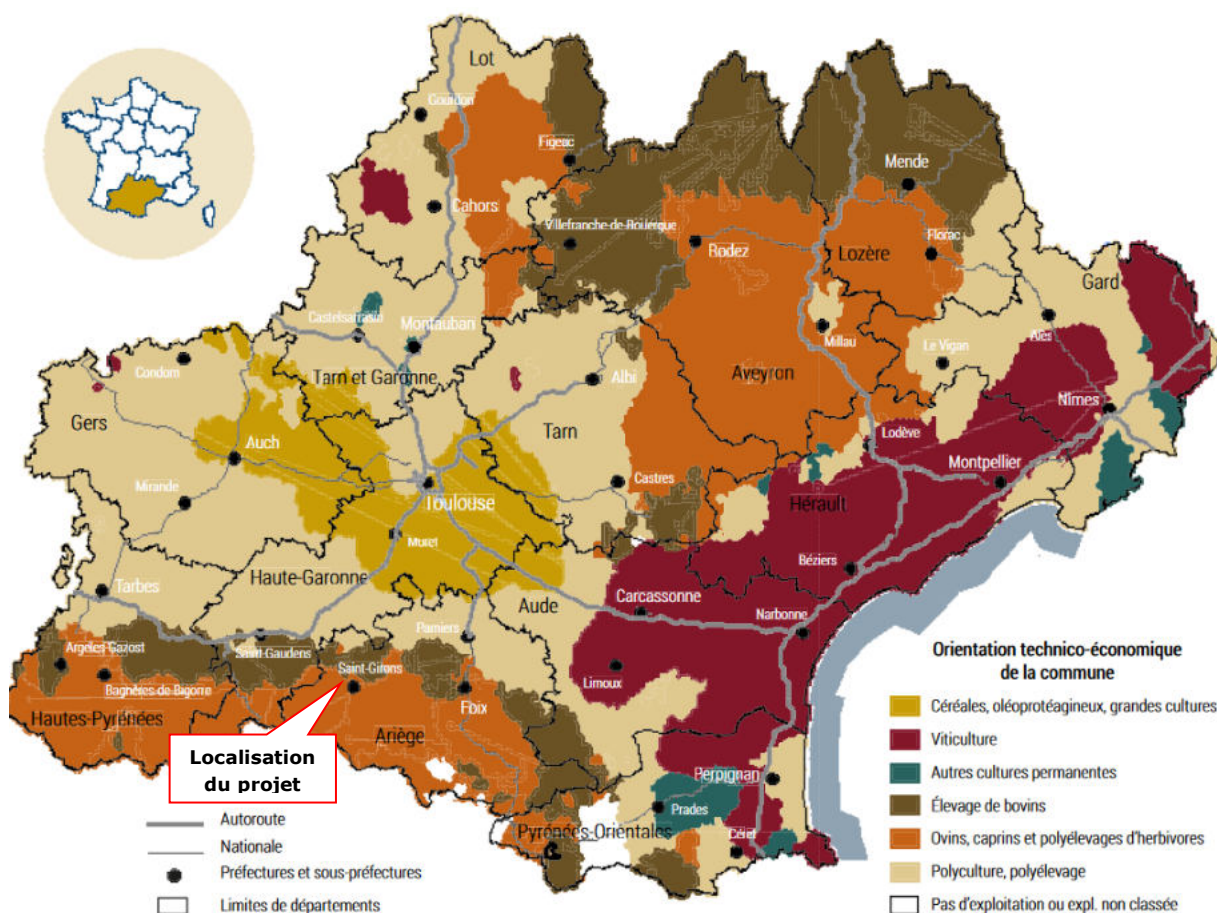 Lot
Gourdon
Figeac
Mende
Cahors
Villefranche-de-Rouergue
Rodez
Florac
Lozère
Gard
Castelsarrasin
Montauban
Millau
Alès
Le Vigan
Condom
Tarn et Garonne
Albi
Aveyron
Nîmes
Gers
Auch
Tarn
Lodève
Montpellier
Mirande
Castres
Toulouse
Hérault
Muret
Béziers
Haute-Garonne
Tarbes
Aude
Carcassonne
Narbonne
Pamiers
Argeles-Gazost
Saint-Gaudens
Saint-Girons
Limoux
Bagnères de Bigorre
Foix
Hautes-Pyrénées
Ariège
Localisation
du projet
Perpignan
Prades
Pyrénées-Orientales
Céret
Autoroute
Nationale
Préfectures et sous-préfectures
Limites de départements
Orientation technico-économique
de la commune
Céréales, oléoprotéagineux, grandes cultures
Viticulture
Autres cultures permanentes
Élevage de bovins
Ovins, caprins et polyélevages d'herbivores
Polyculture, polyélevage
Pas d'exploitation ou expl. non classée